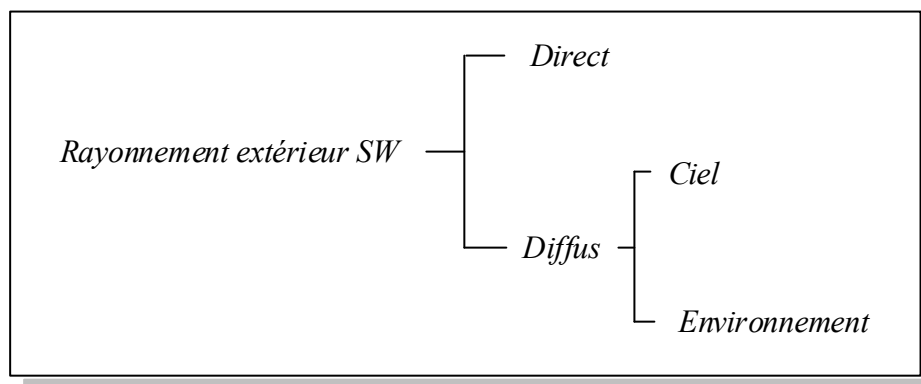 Direct
Rayonnement extérieur SW
Ciel
Diffus
Environnement